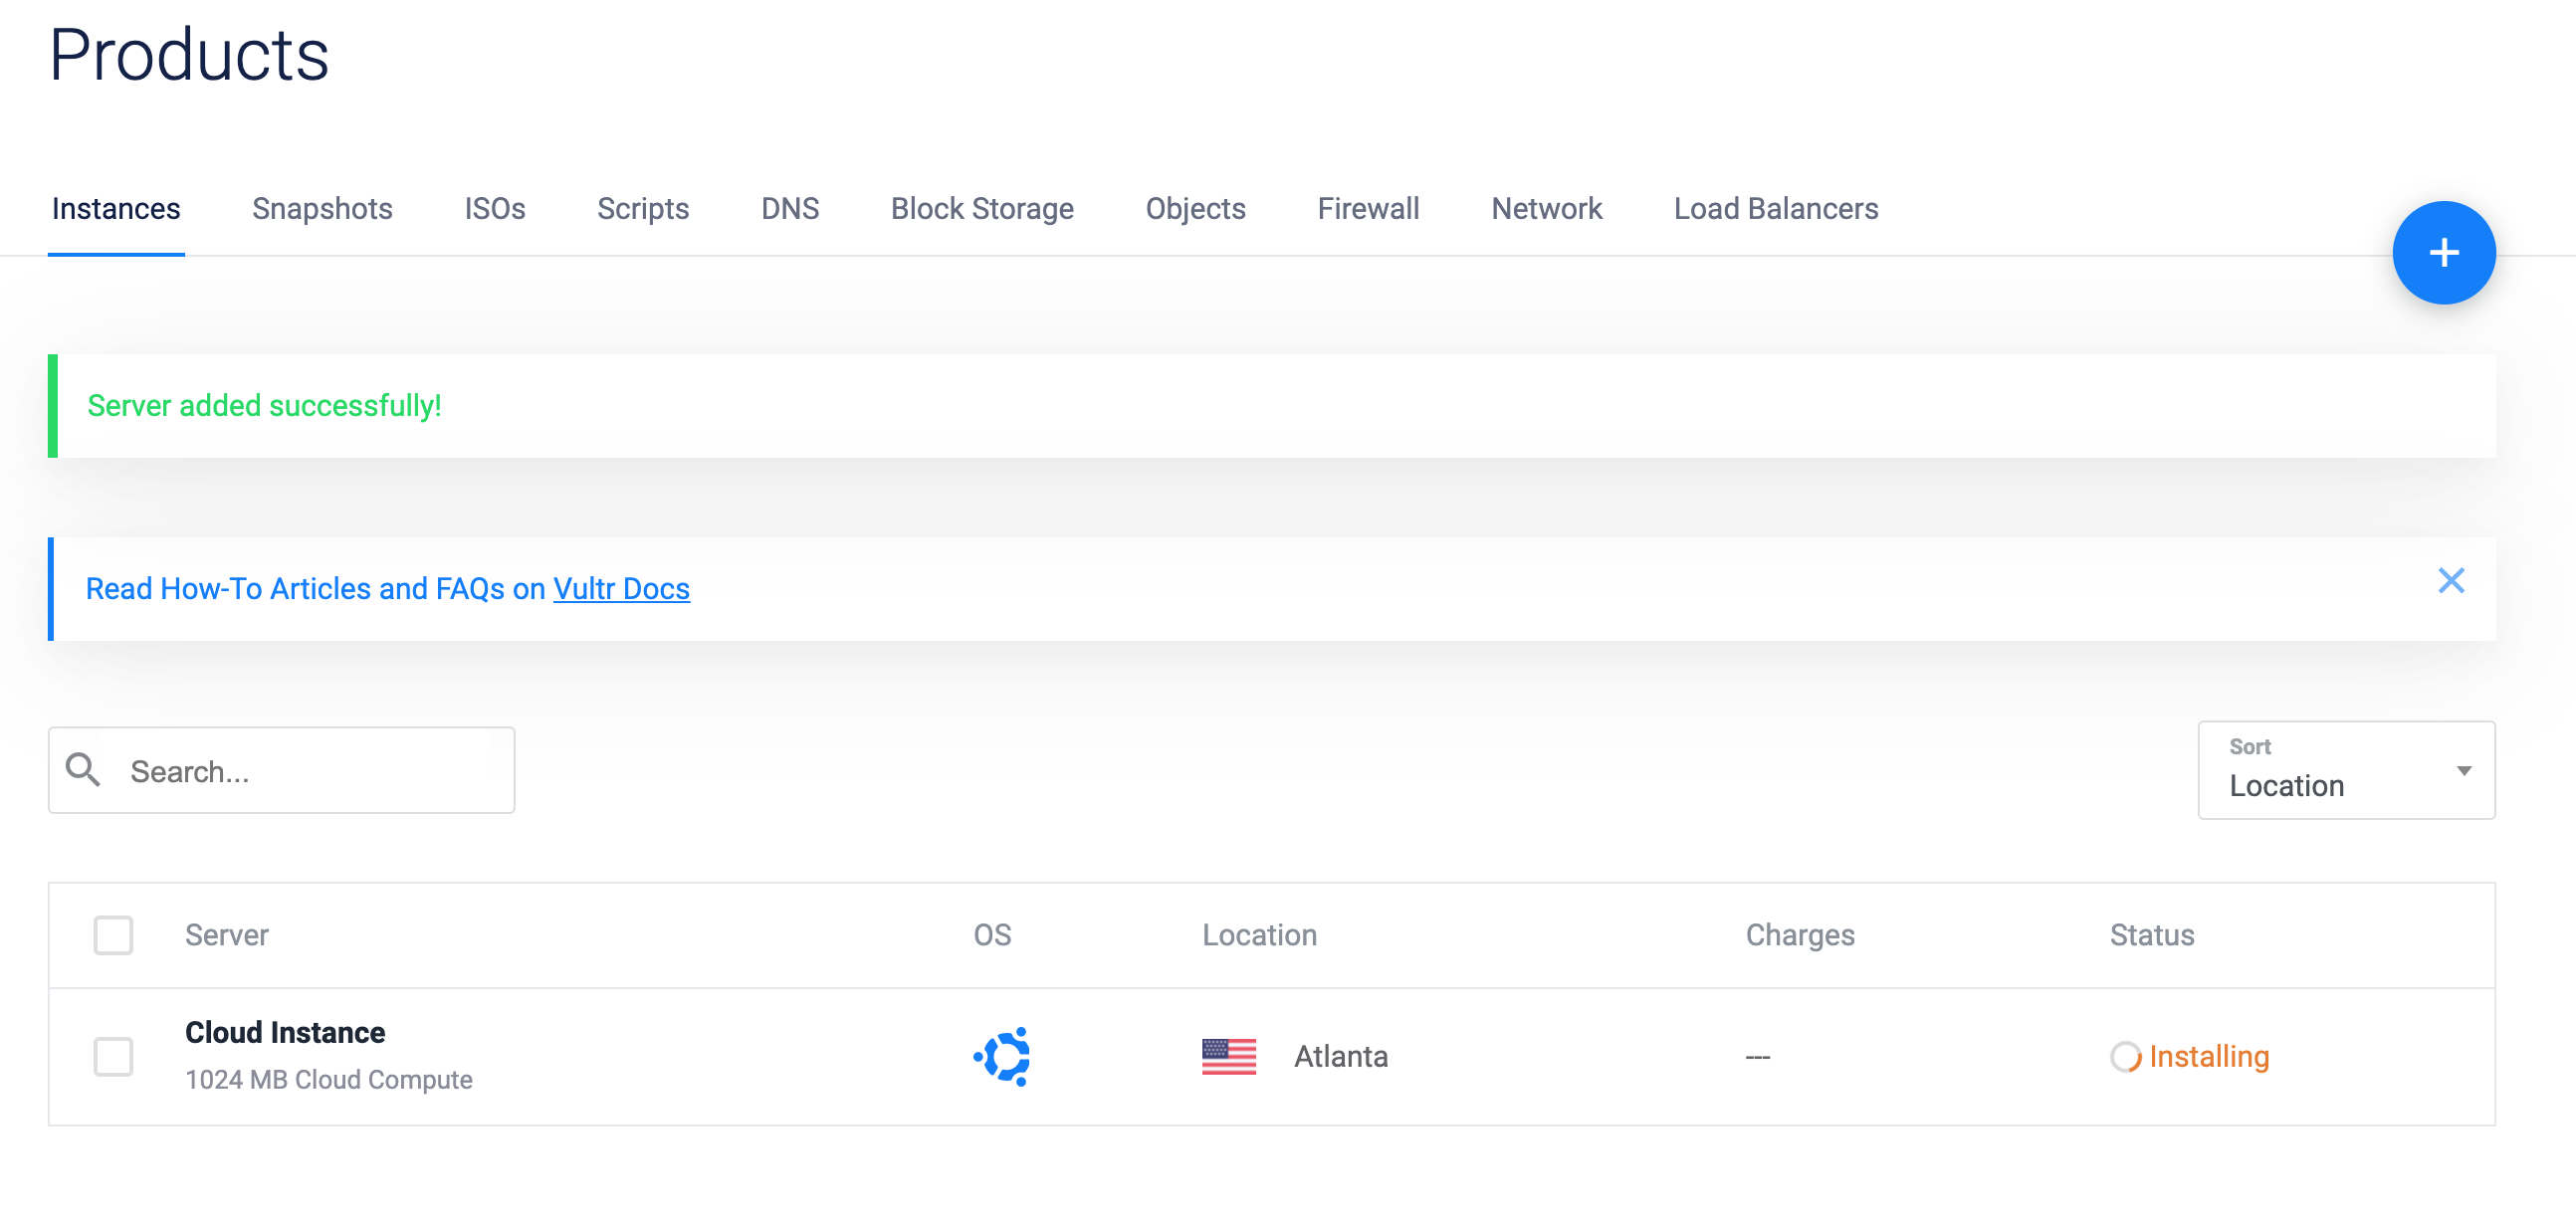 Products
Instances Snapshots ISOs Scripts DNS Block Storage Objects Firewall Network Load Balancers
+
Server added successfully!
Read How-To Articles and FAQs on Vultr Docs
Search...
Sort
Location
Server OS Location Charges Status
Cloud Instance
1024 MB Cloud Compute
Atlanta --- Installing